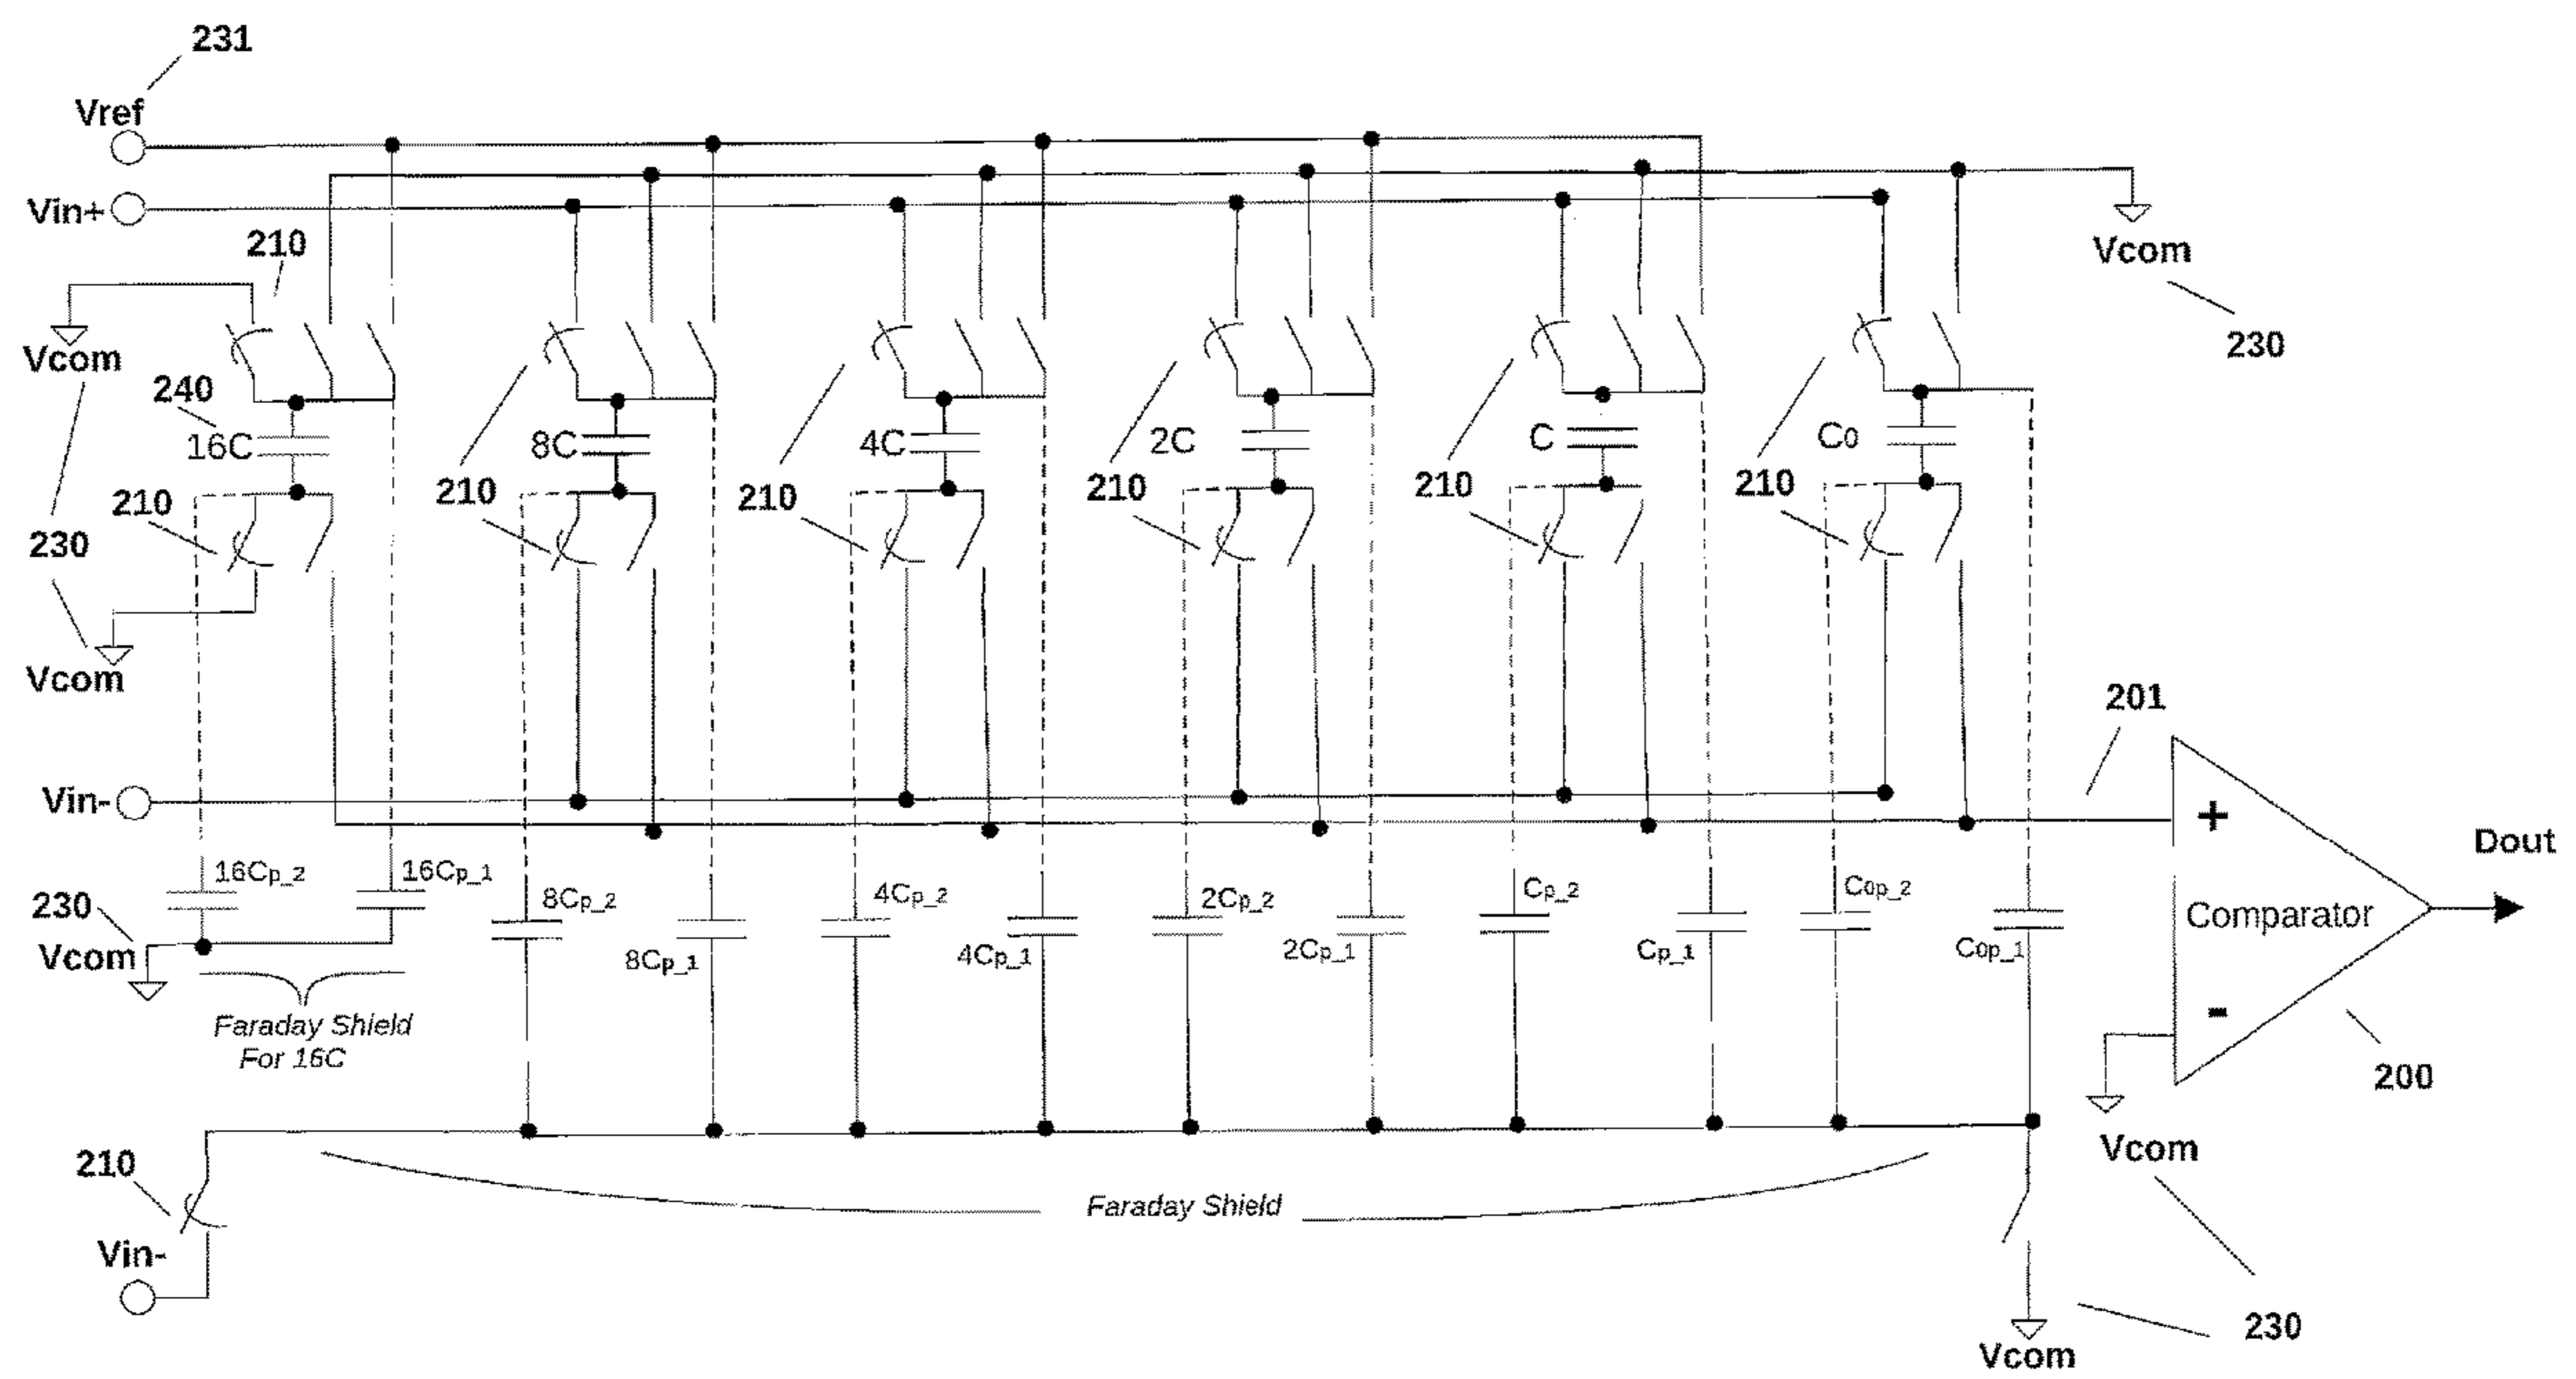 231
Vref
Vin+
210
Vcom
230
Vcom
240
16C
8C
4C
2C
C
C0
210
210
210
210
210
210
230
Vcom
201
Vin-
+
Dout
16Cp_2
16Cp_1
8Cp_2
4Cp_2
2Cp_2
Cp_2
C0p_2
230
Vcom
8Cp_1
4Cp_1
2Cp_1
Cp_1
C0p_1
Comparator
-
Faraday Shield
For 16C
200
Vcom
210
Faraday Shield
Vin-
230
Vcom